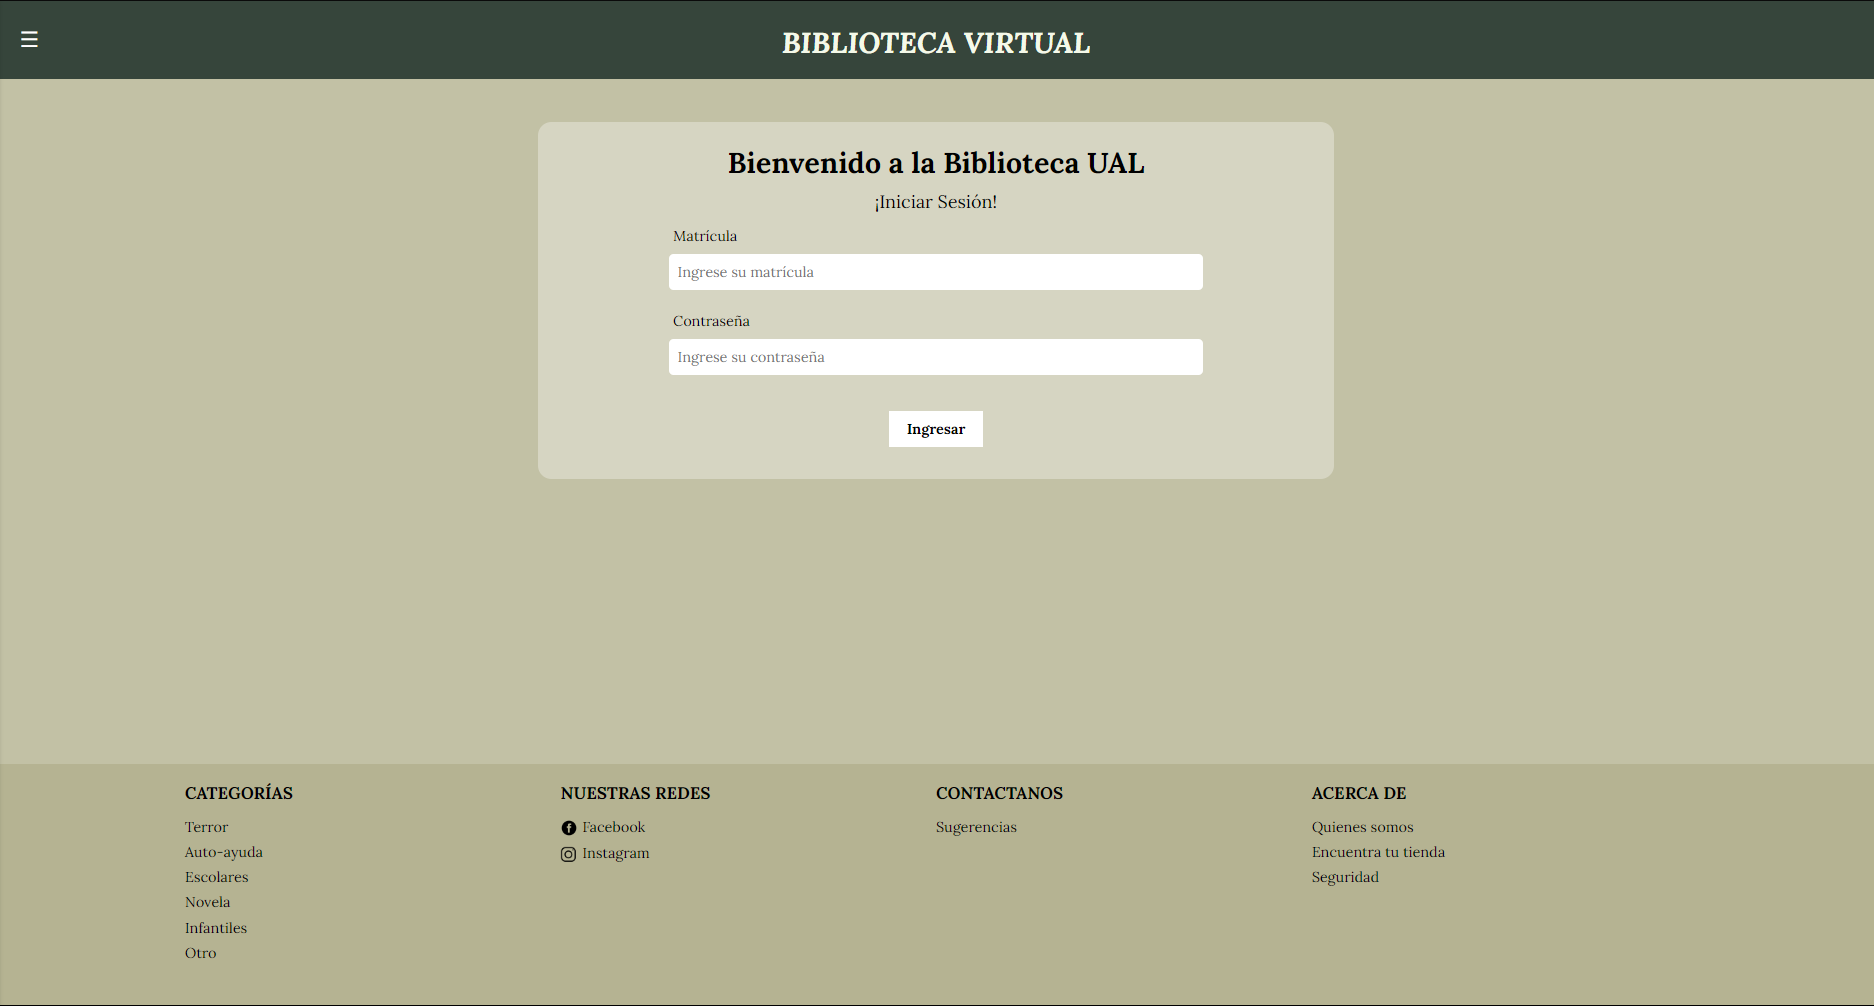 BIBLIOTECA VIRTUAL
Bienvenido a la Biblioteca UAL
¡Iniciar Sesión!
Matrícula
Ingrese su matrícula
Contraseña
Ingrese su contraseña
Ingresar
CATEGORÍAS
Terror
Auto-ayuda
Escolares
Novela
Infantiles
Otro
NUESTRAS REDES
Facebook
Instagram
CONTACTANOS
Sugerencias
ACERCA DE
Quienes somos
Encuentra tu tienda
Seguridad